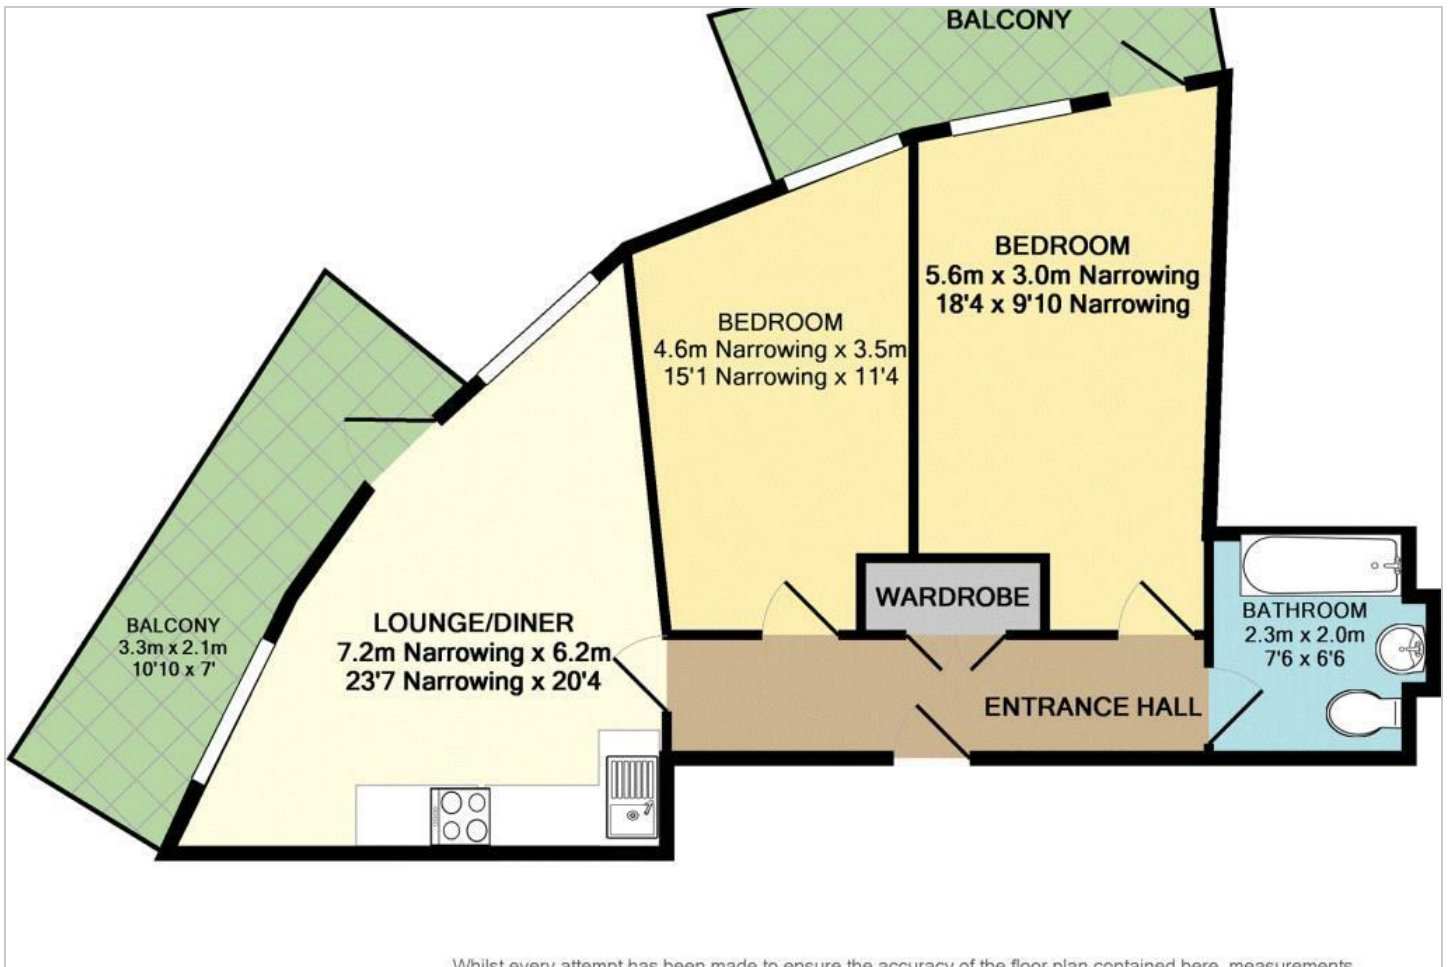 BALCONY
BEDROOM
5.6m x 3.0m Narrowing
18'4 x 9'10 Narrowing
BEDROOM
4.6m Narrowing x 3.5m
15'1 Narrowing x 11'4
WARDROBE
BATHROOM
2.3m x 2.0m
7'6 x 6'6
BALCONY
3.3m x 2.1m
10'10 x 7'
LOUNGE/DINER
7.2m Narrowing x 6.2m
23'7 Narrowing x 20'4
ENTRANCE HALL
Whilst every attempt has been made to ensure the accuracy of the floor plan contained here, measurements